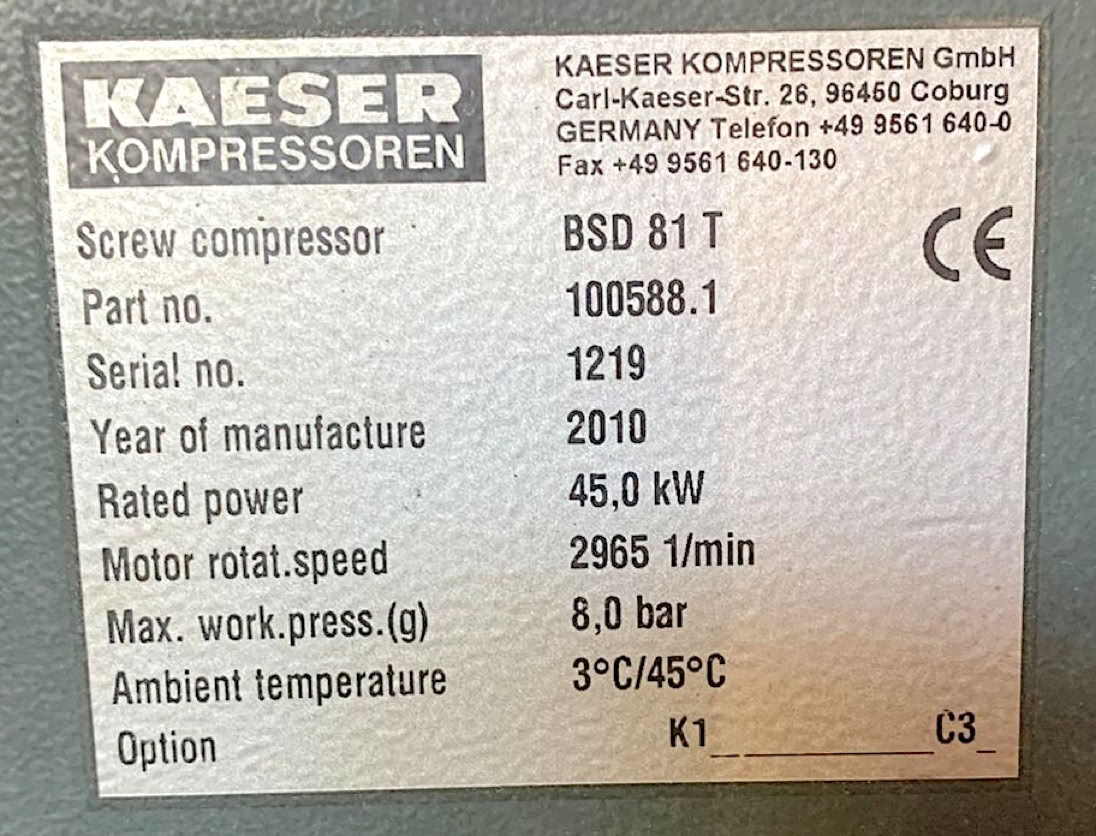 KAESER
KOMPRESSOREN
KAESER KOMPRESSOREN GmbH
Carl-Kaeser-Str. 26, 96450 Coburg
GERMANY Telefon +49 9561 640-0
Fax +49 9561 640-130
CE
Screw compressor BSD 81 T
Part no. 100588.1
Serial no. 1219
Year of manufacture 2010
Rated power 45,0 kW
Motor rotat.speed 2965 1/min
Max. work.press.(g) 8,0 bar
Ambient temperature 3°C/45°C
Option K1__________C3_